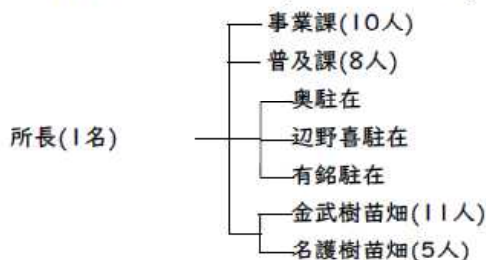 事業課(10人)
普及課(8人)
奥駐在
所長(1名)
辺野喜駐在
有銘駐在
金武樹苗畑(11人)
名護樹苗畑(5人)